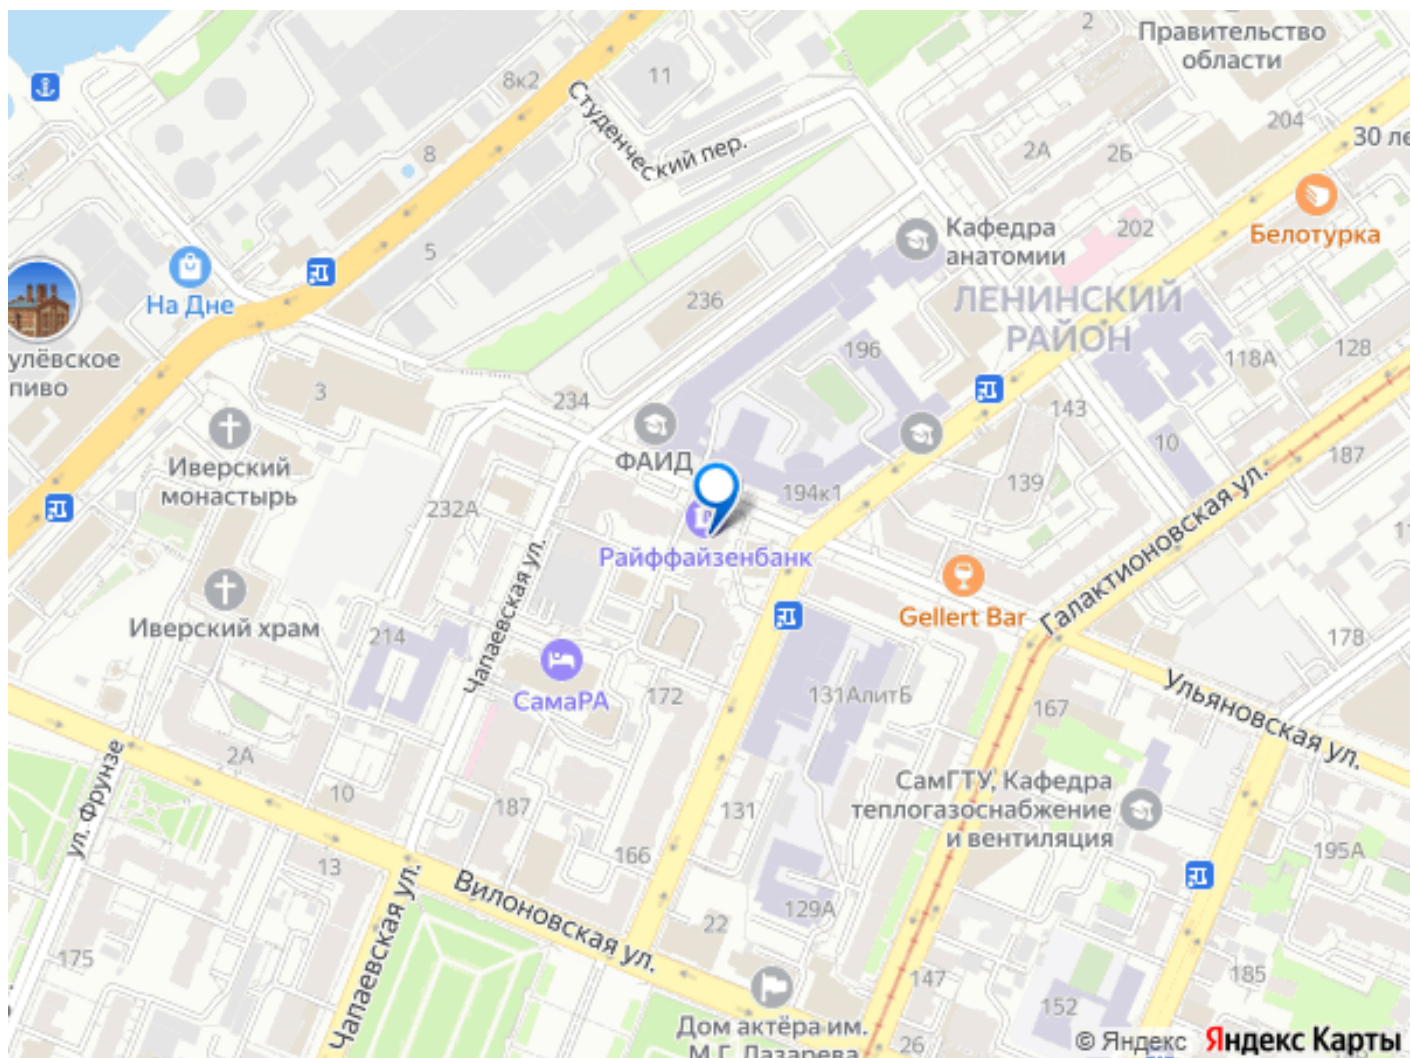 Правительство
области
2
11
8к2
204
30 ле
Студенческий пер.
2А
2Б
8
202
Белотурка
Кафедра
анатомии
5
На Дне
236
ЛЕНИНСКИЙ
РАЙОН
улёвское
пиво
196
118А
128
3
234
143
10
187
ФАИД
Иверский
монастырь
232А
194к1
139
Райффайзенбанк
Чапаевская ул.
Галактионовская ул.
Gellert Bar
Иверский храм
214
178
СамаРА
172
131АлитБ
167
Ульяновская ул.
ул. Фрунзе
2А
10
187
131
СамГТУ, Кафедра
теплогазоснабжение
и вентиляция
166
13
195А
Вилоновская ул.
129А
22
Чапаевская ул.
175
147
185
152
Дом актёра им.
М.Г. Лазарева
26
© Яндекс Яндекс Карты